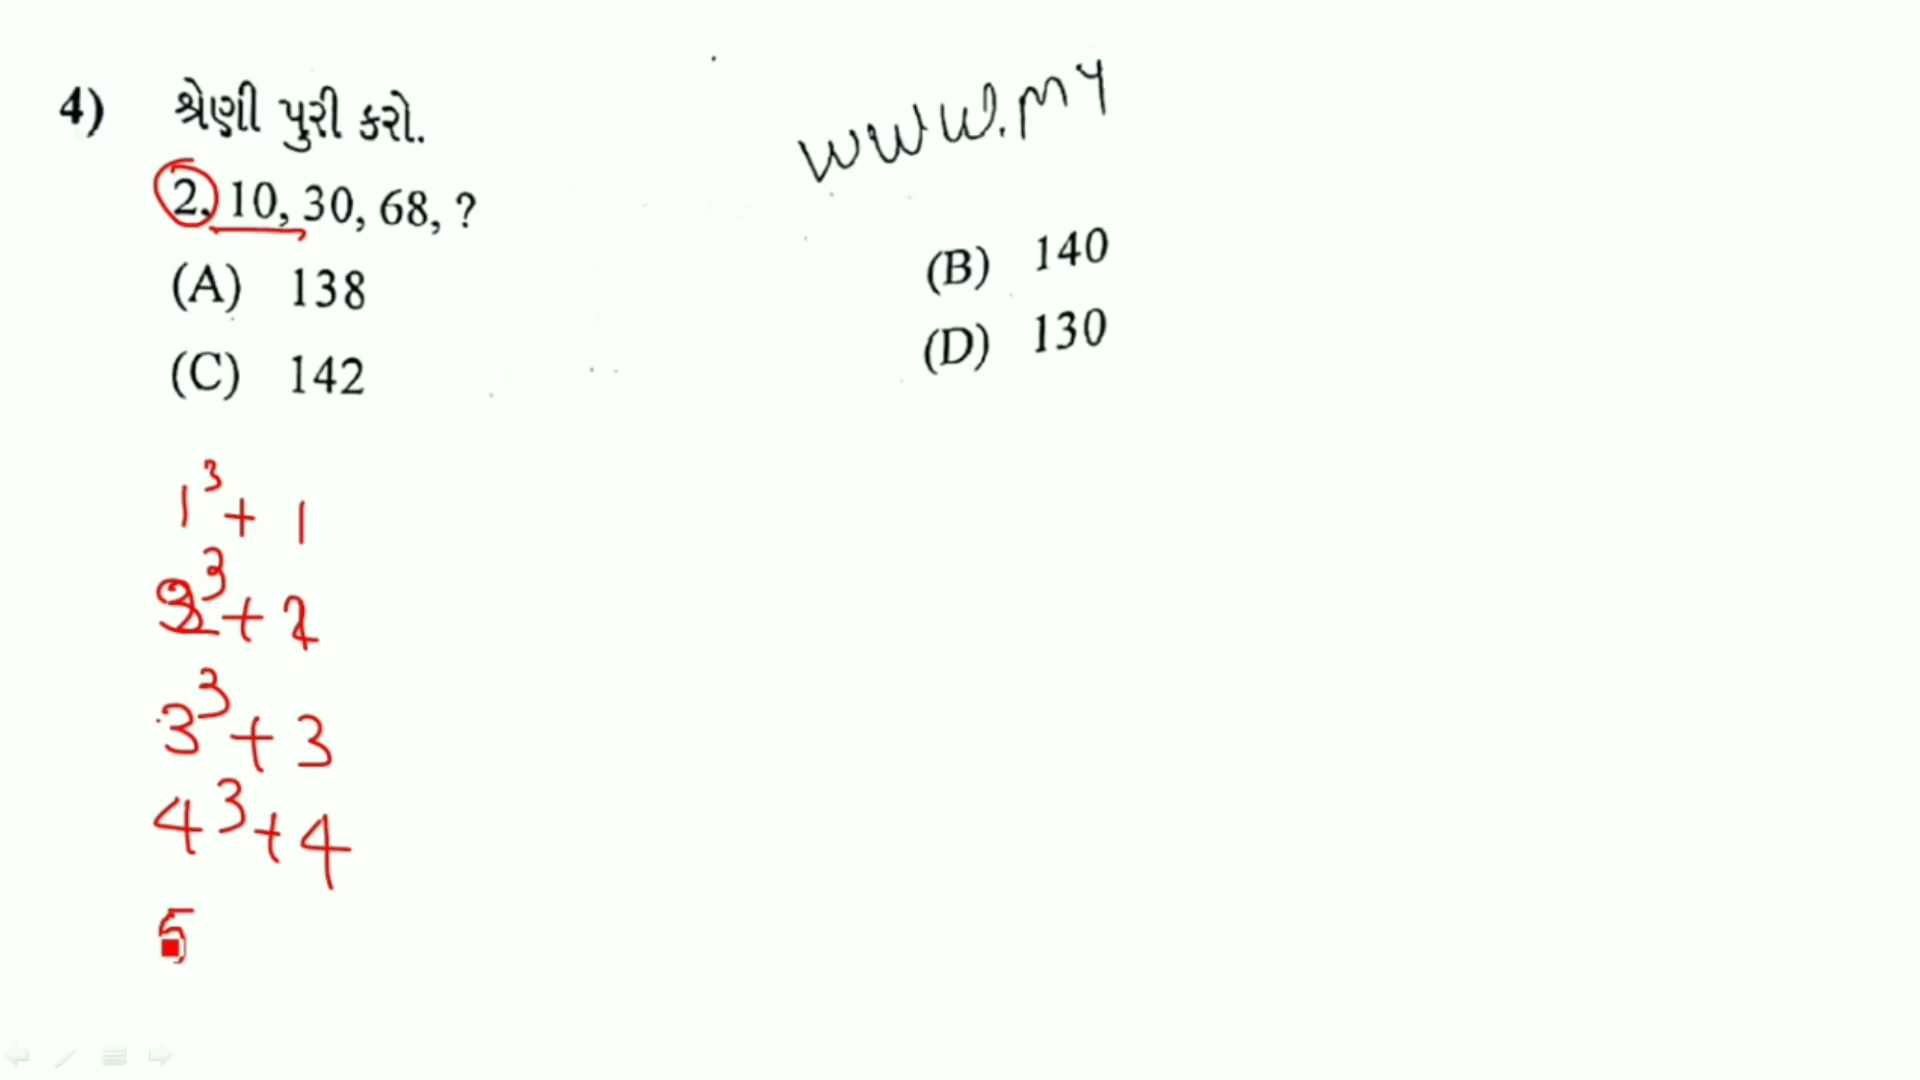 4) શ્રેણી પુરી કરો.
www.my
2, 10, 30, 68, ?
(A) 138
(B) 140
(C) 142
(D) 130
1³ + 1
2³ + 2
3³ + 3
4³ + 4
5